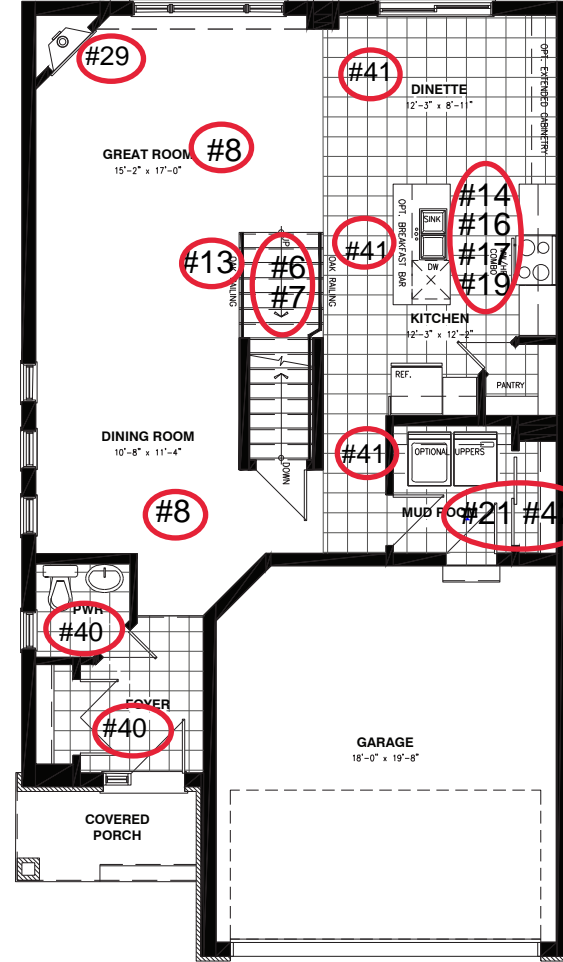 #29
#41
DINETTE
12'-3" x 8'-11"
OPT. EXTENDED CABINETRY
GREAT ROOM
#8
15'-2" x 17'-0"
#14
#16
#17
#19
SINK
OPT. BREAKFAST BAR
DW
#41
#13
UP
#6
#7
OAK RAILING
OAK RAILING
KITCHEN
12'-3" x 12'-2"
REF.
PANTRY
DINING ROOM
10'-8" x 11'-4"
#41
OPTIONAL UPPERS
DOWN
#8
MUD ROOM
#21 #4
PWR
#40
FOYER
#40
GARAGE
18'-0" x 19'-8"
COVERED
PORCH